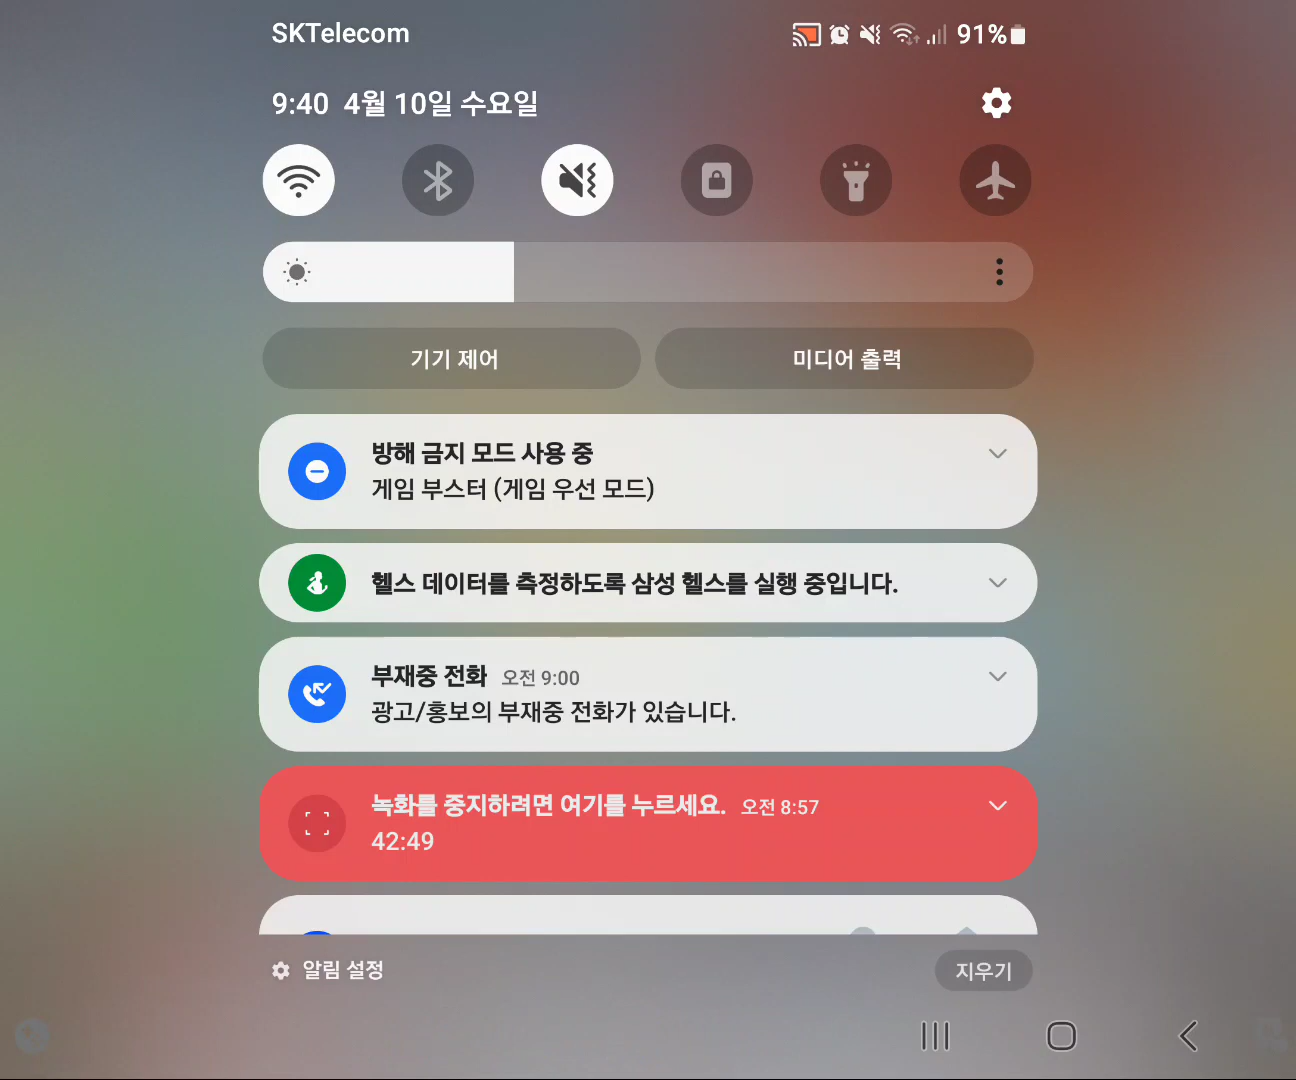 SKTelecom
91%
9:40 4월 10일 수요일
기기 제어
미디어 출력
방해 금지 모드 사용 중
게임 부스터 (게임 우선 모드)
헬스 데이터를 측정하도록 삼성 헬스를 실행 중입니다.
부재중 전화 오전 9:00
광고/홍보의 부재중 전화가 있습니다.
녹화를 중지하려면 여기를 누르세요. 오전 8:57
42:49
알림 설정
지우기